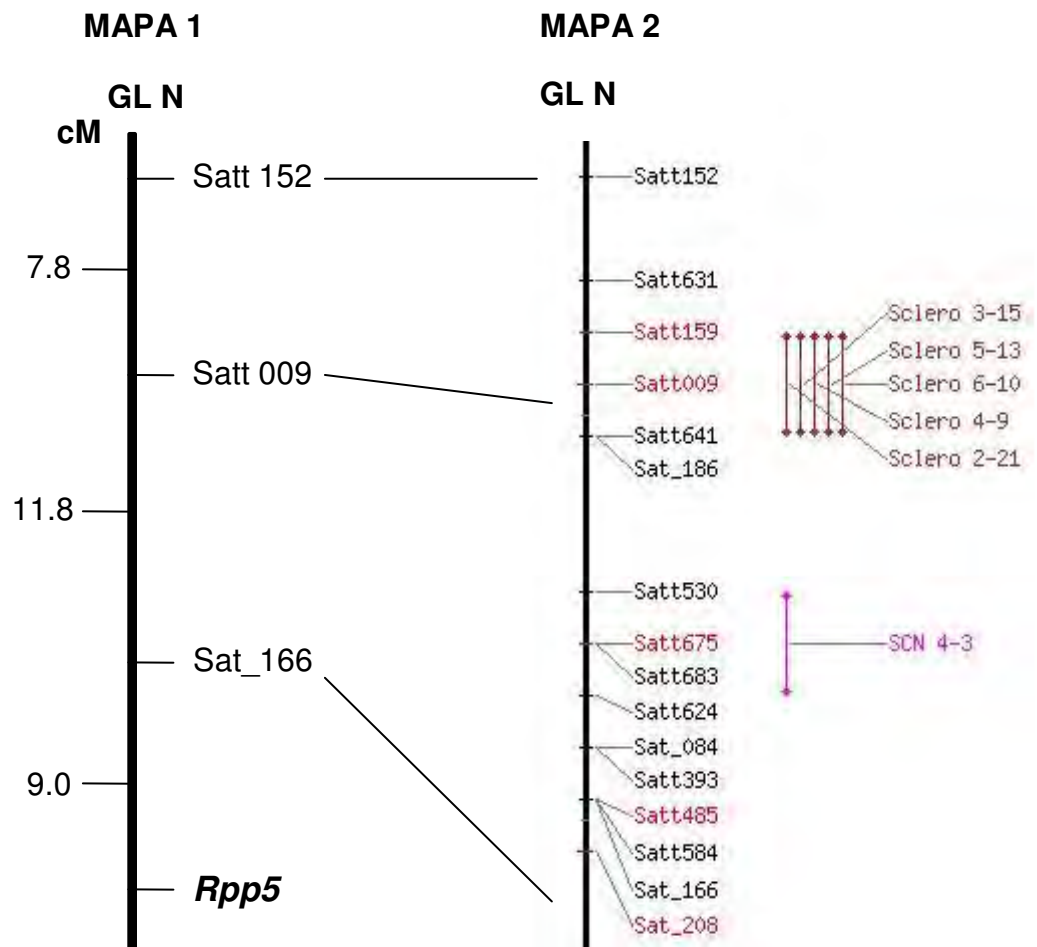 MAPA 1
MAPA 2
GL N
GL N
cM
Satt 152
7.8
Satt 009
11.8
Sat_166
9.0
Rpp5
Satt152
Satt631
Satt159
Satt009
Satt641
Sat_186
Satt530
Satt675
Satt683
Satt624
Sat_084
Satt393
Satt485
Satt584
Sat_166
Sat_208
Sclero 3-15
Sclero 5-13
Sclero 6-10
Sclero 4-9
Sclero 2-21
SCN 4-3